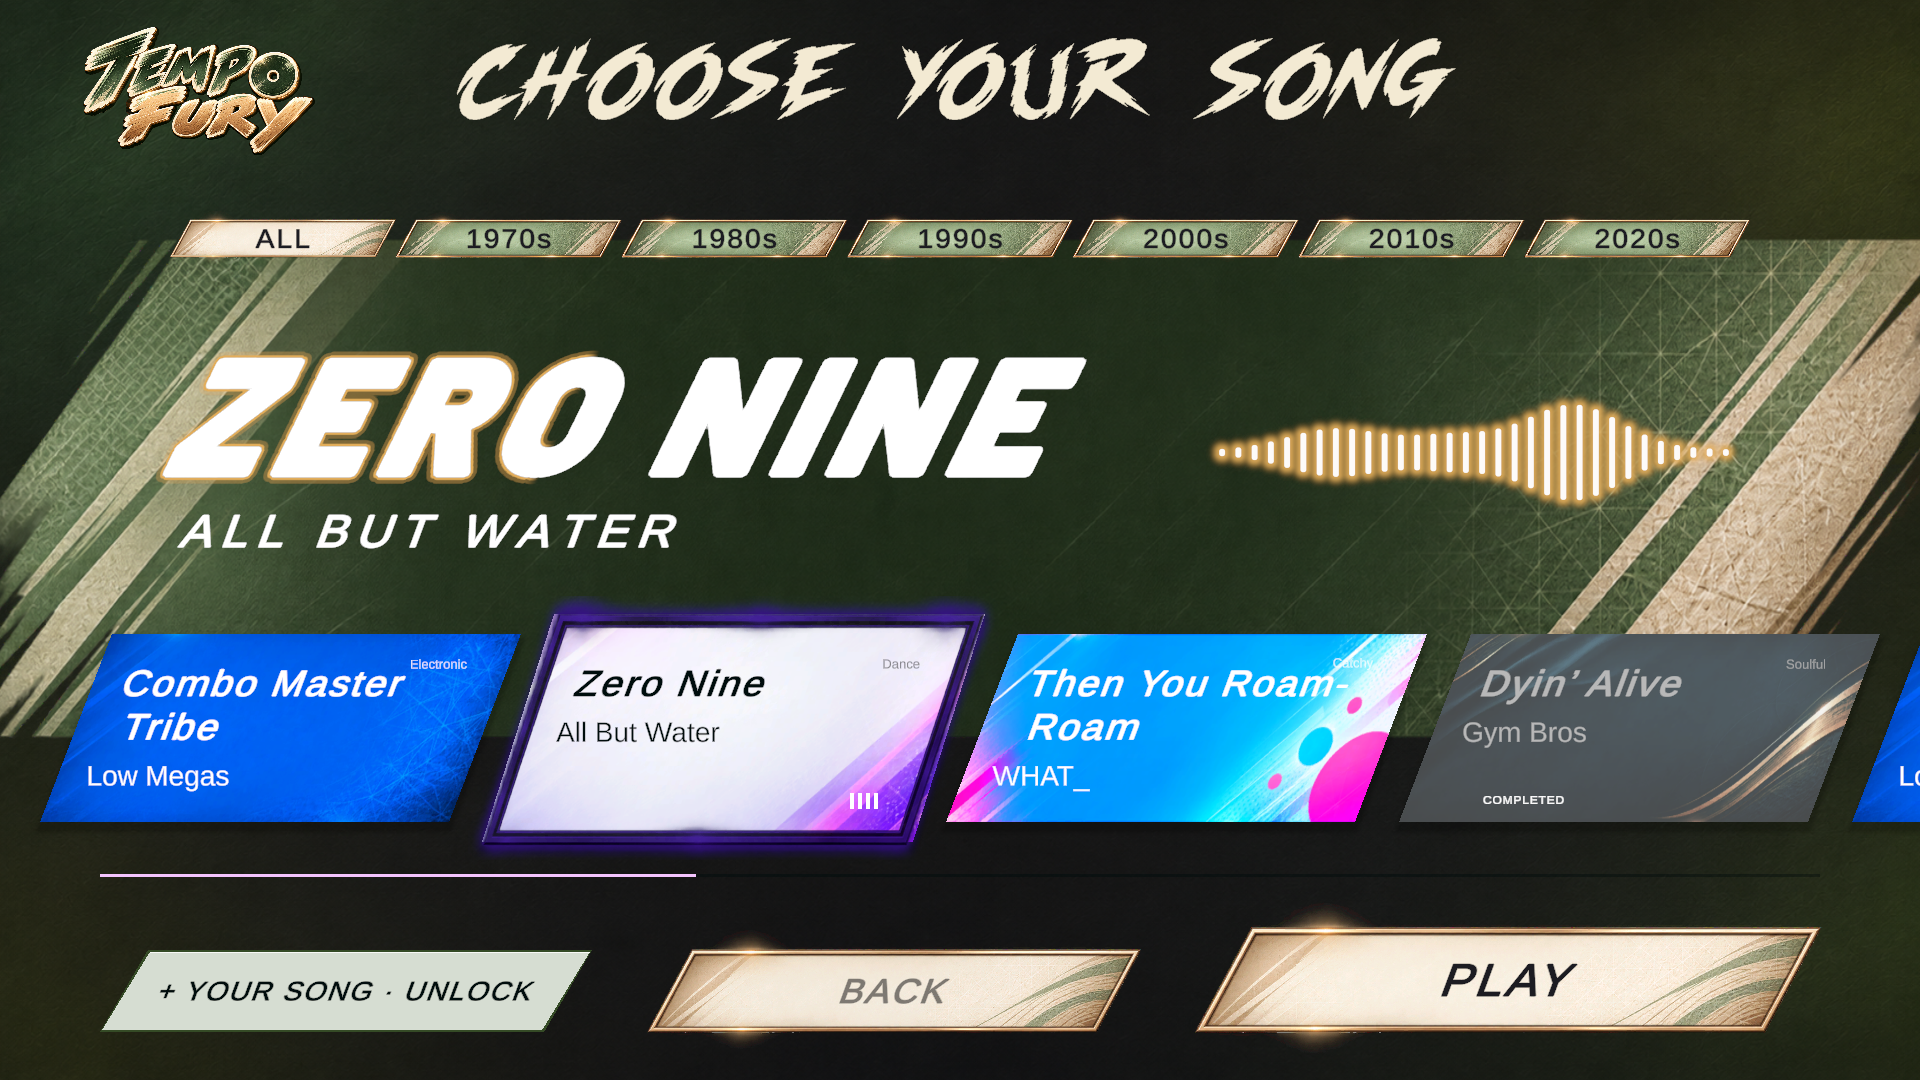 TEMPO
FURY
CHOOSE YOUR SONG
ALL
1970s
1980s
1990s
2000s
2010s
2020s
ZERO NINE
ALL BUT WATER
Combo Master
Tribe
Electronic
Low Megas
Zero Nine
Dance
All But Water
Then You Roam-
Roam
Catchy
WHAT_
Dyin’ Alive
Soulful
Gym Bros
COMPLETED
Lo
+ YOUR SONG · UNLOCK
BACK
PLAY